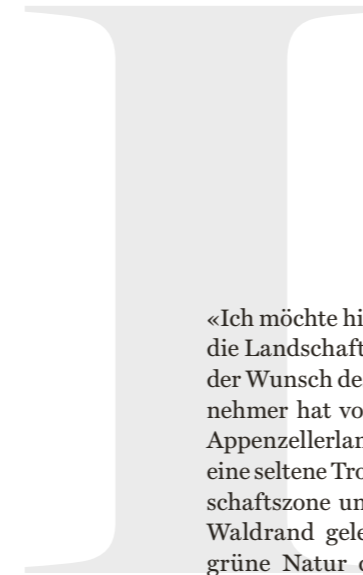 I
«Ich möchte hi
die Landschaft
der Wunsch de
nehmer hat vo
Appenzellerlan
eine seltene Tro
schaftszone un
Waldrand gele
grüne Natur